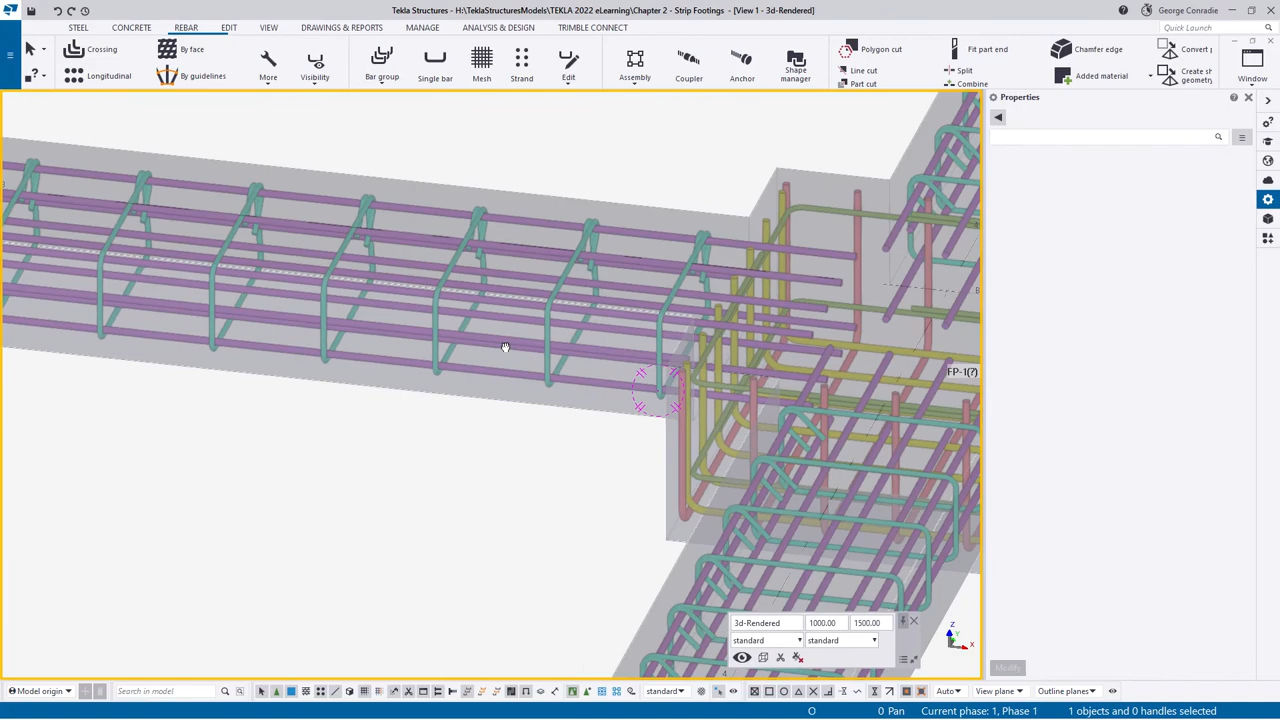 Tekla Structures - H:\TeklaStructuresModels\TEKLA 2022 eLearning\Chapter 2 - Strip Footings - [View 1 - 3d-Rendered]
George Conradie
STEEL CONCRETE REBAR EDIT VIEW DRAWINGS & REPORTS MANAGE ANALYSIS & DESIGN TRIMBLE CONNECT
Quick Launch
Crossing
Longitudinal
By face
By guidelines
More
Visibility
Bar group
Single bar
Mesh
Strand
Edit
Assembly
Coupler
Anchor
Shape
manager
Polygon cut
Line cut
Part cut
Fit part end
Split
Combine
Chamfer edge
Added material
Convert
Create sh
geometry
Window
Properties
FP-1(?)
3d-Rendered 1000.00 1500.00
standard standard
Z
Y
X
Modify
Model origin Search in model standard Auto View plane Outline planes
O 0 Pan Current phase: 1, Phase 1 1 objects and 0 handles selected